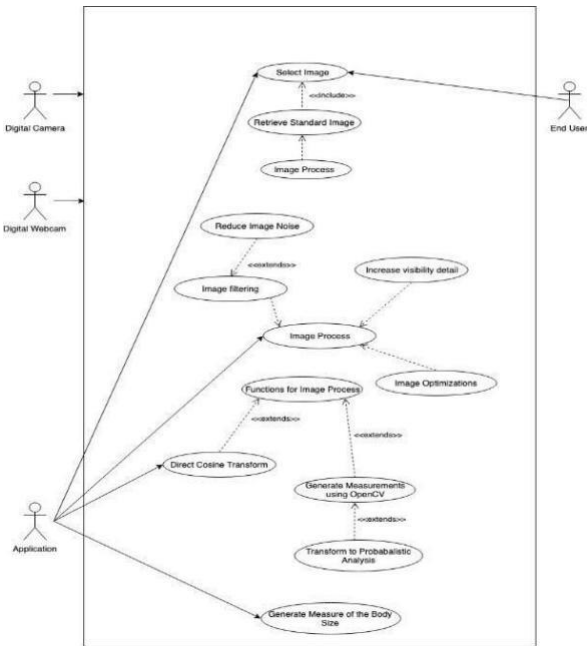 Select Image
<<include>>
Digital Camera
Retrieve Standard Image
End User
Image Process
Digital Webcam
Reduce Image Noise
<<extends>>
Increase visibility detail
Image filtering
Image Process
Image Optimizations
Functions for Image Process
<<extends>>
<<extends>>
Direct Cosine Transform
Generate Measurements
using OpenCV
<<extends>>
Application
Transform to Probabalistic
Analysis
Generate Measure of the Body
Size